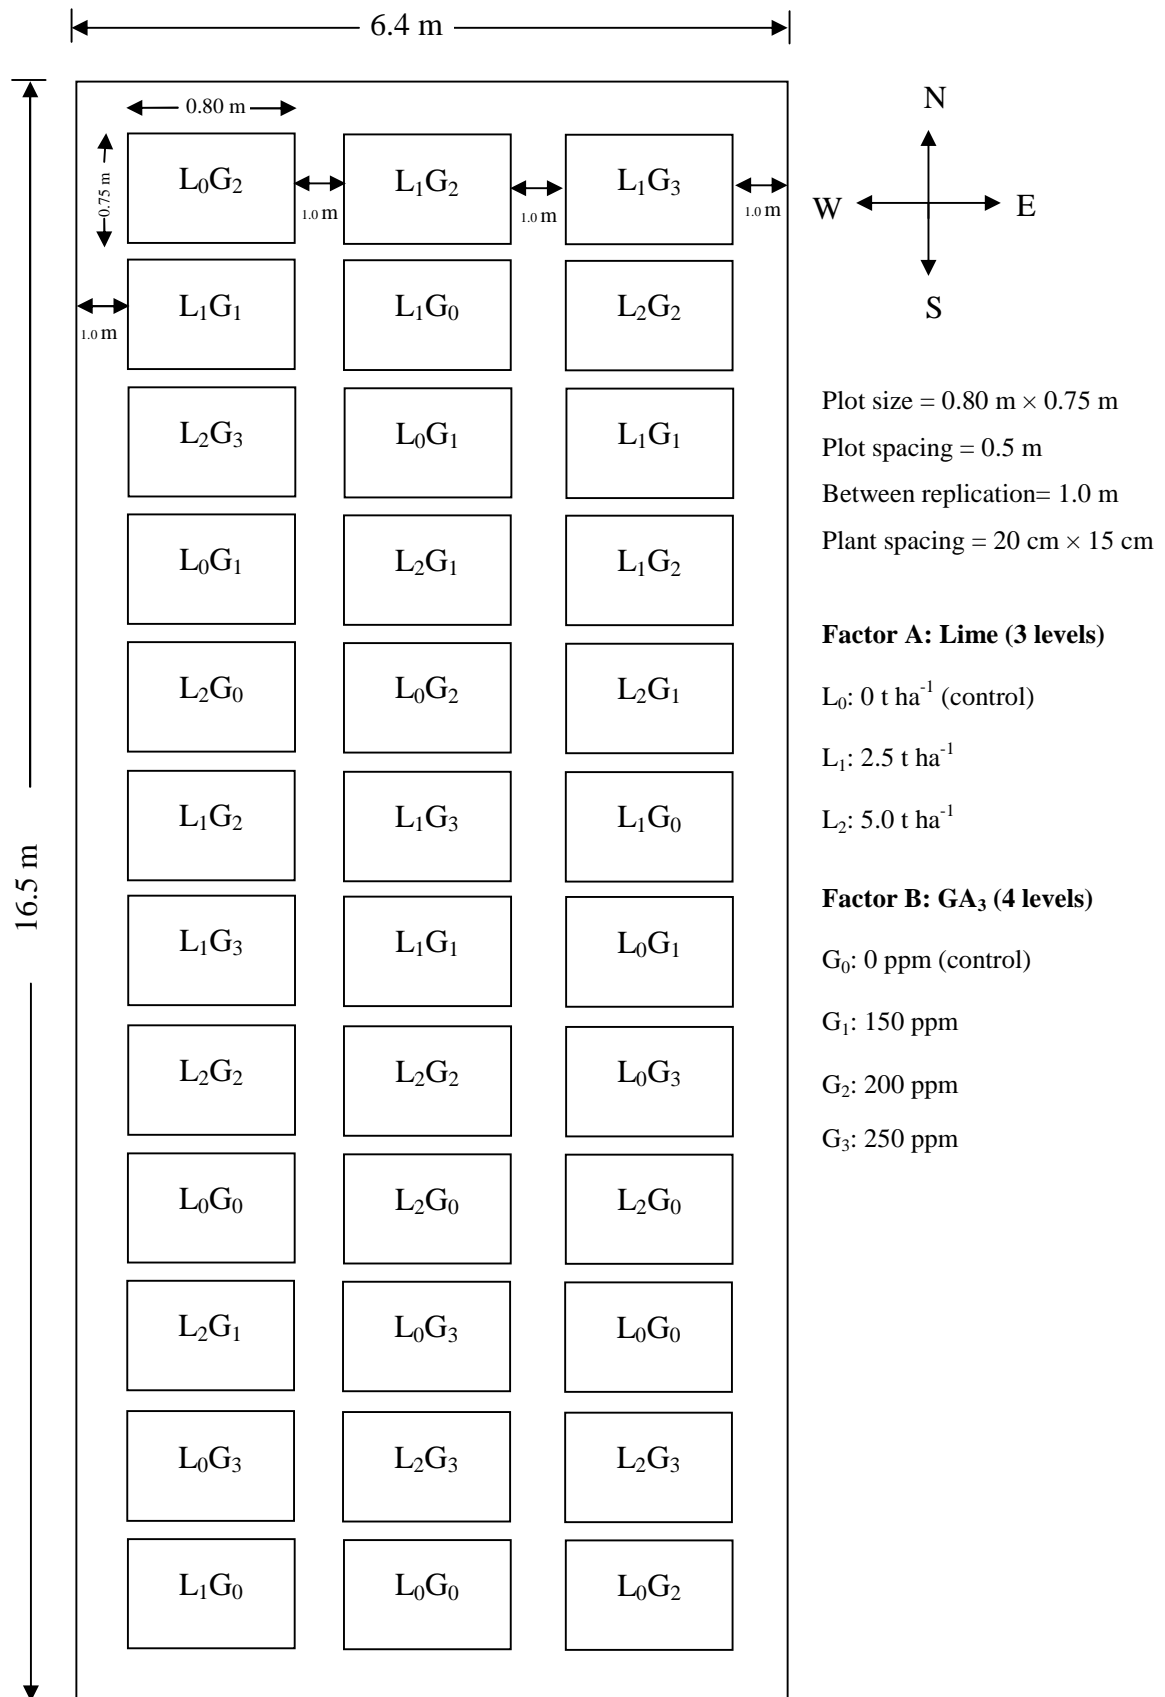 6.4 m
0.80 m
N
0.75 m
L₀G₂ L₁G₂ L₁G₃
1.0 m 1.0 m 1.0 m
W E
S
L₁G₁ L₁G₀ L₂G₂
1.0 m
L₂G₃ L₀G₁ L₁G₁
Plot size = 0.80 m × 0.75 m
Plot spacing = 0.5 m
Between replication= 1.0 m
Plant spacing = 20 cm × 15 cm
L₀G₁ L₂G₁ L₁G₂
Factor A: Lime (3 levels)
L₂G₀ L₀G₂ L₂G₁
L₀: 0 t ha⁻¹ (control)
L₁: 2.5 t ha⁻¹
L₂: 5.0 t ha⁻¹
L₁G₂ L₁G₃ L₁G₀
16.5 m
Factor B: GA₃ (4 levels)
L₁G₃ L₁G₁ L₀G₁
G₀: 0 ppm (control)
G₁: 150 ppm
L₂G₂ L₂G₂ L₀G₃
G₂: 200 ppm
G₃: 250 ppm
L₀G₀ L₂G₀ L₂G₀
L₂G₁ L₀G₃ L₀G₀
L₀G₃ L₂G₃ L₂G₃
L₁G₀ L₀G₀ L₀G₂